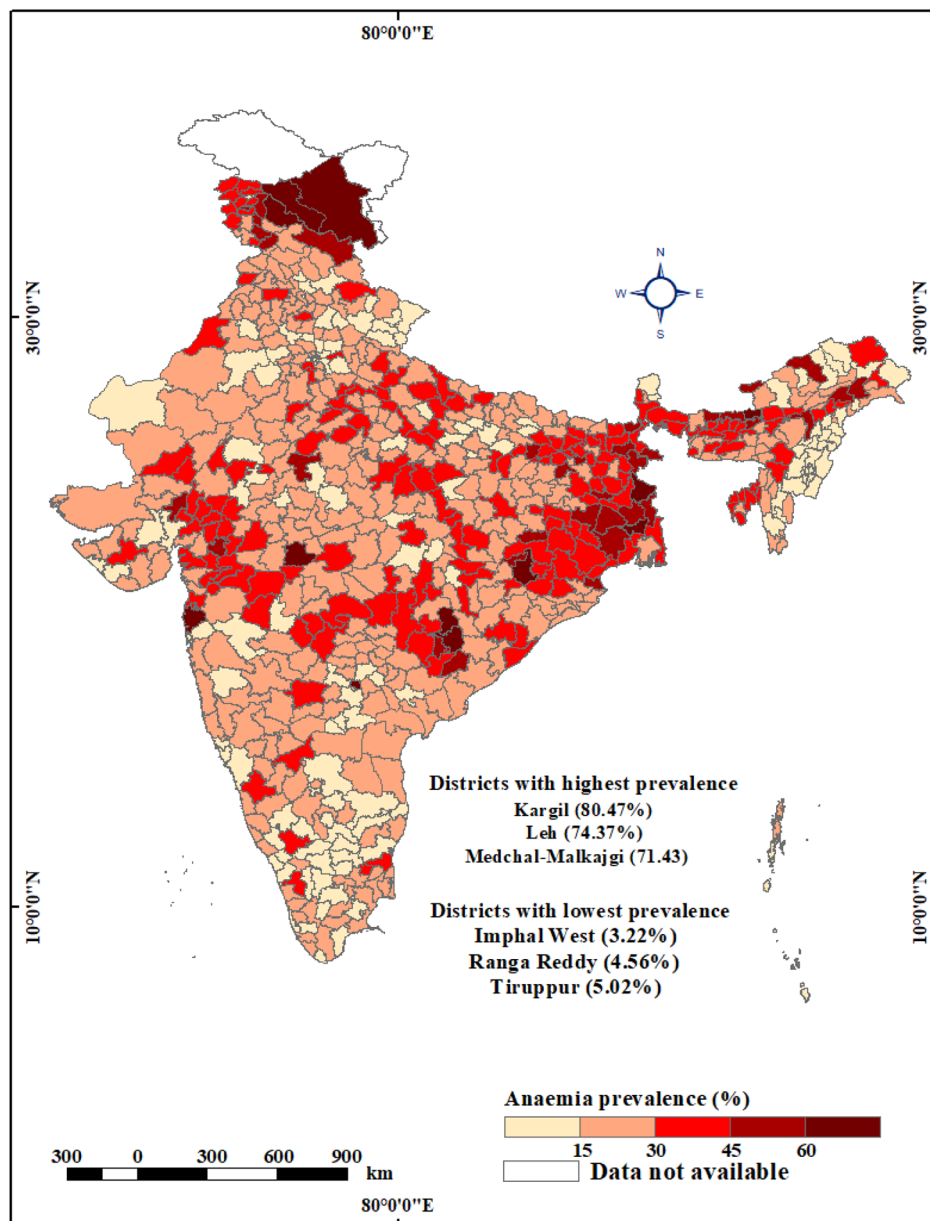 80°0'0"E
N
W E
S
30°0'0"N
30°0'0"N
Districts with highest prevalence
Kargil (80.47%)
Leh (74.37%)
Medchal-Malkajgi (71.43)
10°0'0"N
10°0'0"N
Districts with lowest prevalence
Imphal West (3.22%)
Ranga Reddy (4.56%)
Tiruppur (5.02%)
Anaemia prevalence (%)
15 30 45 60
Data not available
300 0 300 600 900
km
80°0'0"E